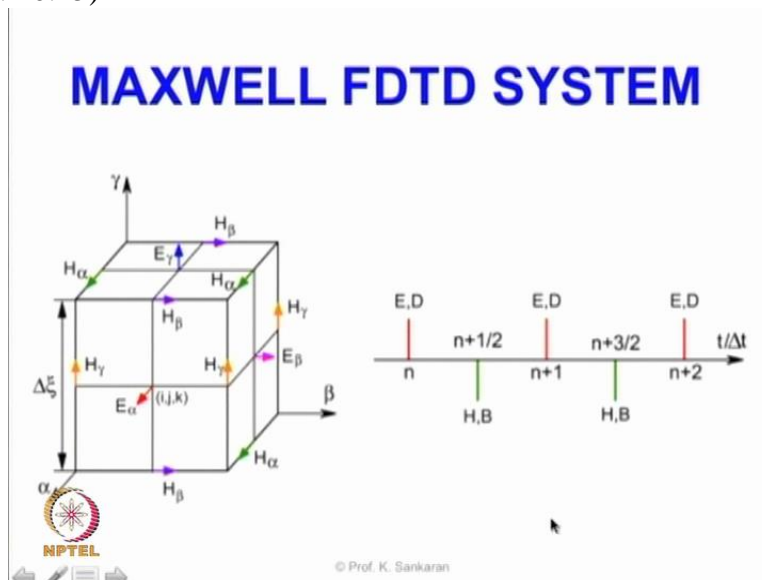 MAXWELL FDTD SYSTEM
γ
Hβ
Eγ
Hα
Hα
Hβ
Hγ
Hγ
Hγ
Eβ
Δξ
Eα
(i,j,k)
β
Hα
α
Hβ
E,D
E,D
E,D
n+1/2
n+3/2
t/Δt
n
n+1
n+2
H,B
H,B
NPTEL
© Prof. K. Sankaran